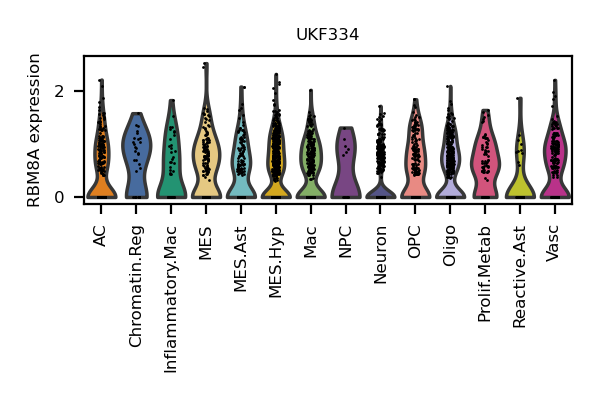 UKF334
RBM8A expression
2
0
AC
Chromatin.Reg
Inflammatory.Mac
MES
MES.Ast
MES.Hyp
Mac
NPC
Neuron
OPC
Oligo
Prolif.Metab
Reactive.Ast
Vasc